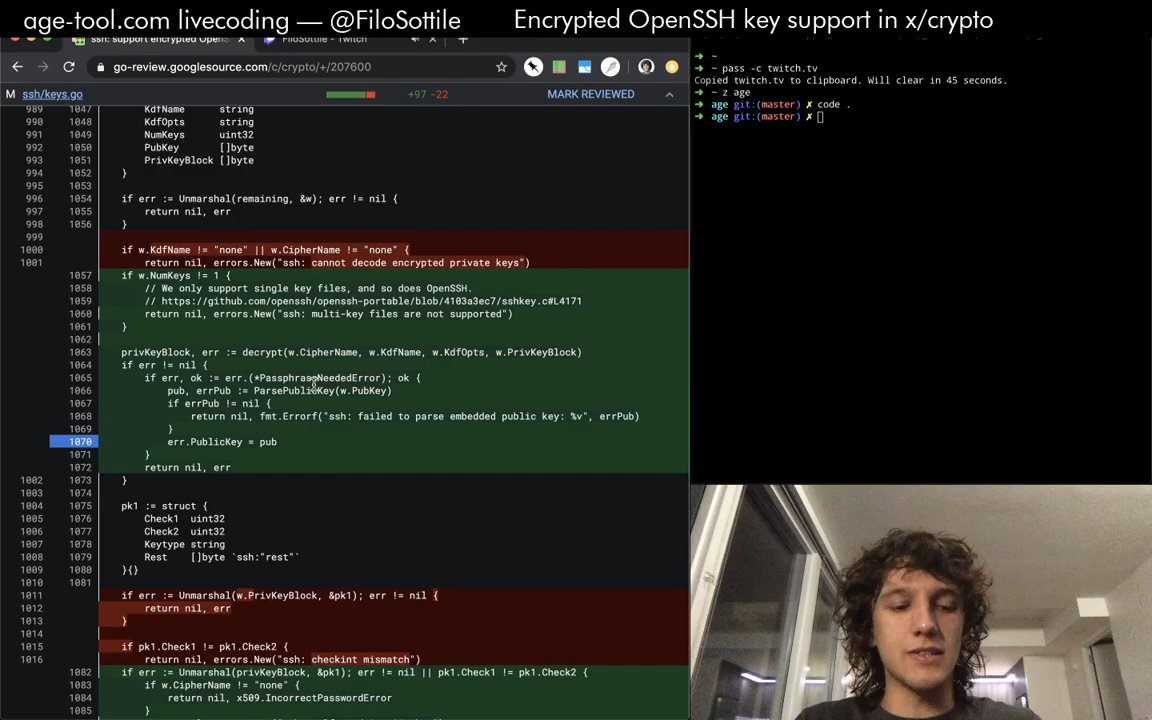 age-tool.com livecoding — @FiloSottile
Encrypted OpenSSH key support in x/crypto
ssh: support encrypted Open
FiloSottile - Twitch
go-review.googlesource.com/c/crypto/+/207600
M ssh/keys.go
+97 -22
MARK REVIEWED
989 1047 KdfName string
990 1048 KdfOpts string
991 1049 NumKeys uint32
992 1050 PubKey []byte
993 1051 PrivKeyBlock []byte
994 1052 }
995 1053
996 1054 if err := Unmarshal(remaining, &w); err != nil {
997 1055 return nil, err
998 1056 }
999
1000 if w.KdfName != "none" || w.CipherName != "none" {
1001 return nil, errors.New("ssh: cannot decode encrypted private keys")
1057 if w.NumKeys != 1 {
1058 // We only support single key files, and so does OpenSSH.
1059 // https://github.com/openssh/openssh-portable/blob/4103a3ec7/sshkey.c#L4171
1060 return nil, errors.New("ssh: multi-key files are not supported")
1061 }
1062
1063 privKeyBlock, err := decrypt(w.CipherName, w.KdfName, w.KdfOpts, w.PrivKeyBlock)
1064 if err != nil {
1065 if err, ok := err.(*PassphraseNeededError); ok {
1066 pub, errPub := ParsePublicKey(w.PubKey)
1067 if errPub != nil {
1068 return nil, fmt.Errorf("ssh: failed to parse embedded public key: %v", errPub)
1069 }
1070 err.PublicKey = pub
1071 }
1072 return nil, err
1002 1073 }
1003 1074
1004 1075 pk1 := struct {
1005 1076 Check1 uint32
1006 1077 Check2 uint32
1007 1078 Keytype string
1008 1079 Rest []byte `ssh:"rest"`
1009 1080 }{}
1010 1081
1011 if err := Unmarshal(w.PrivKeyBlock, &pk1); err != nil {
1012 return nil, err
1013 }
1014
1015 if pk1.Check1 != pk1.Check2 {
1016 return nil, errors.New("ssh: checkint mismatch")
1082 if err := Unmarshal(privKeyBlock, &pk1); err != nil || pk1.Check1 != pk1.Check2 {
1083 if w.CipherName != "none" {
1084 return nil, x509.IncorrectPasswordError
1085 }
➜ ~
➜ ~ pass -c twitch.tv
Copied twitch.tv to clipboard. Will clear in 45 seconds.
➜ ~ z age
➜ age git:(master) ✗ code .
➜ age git:(master) ✗